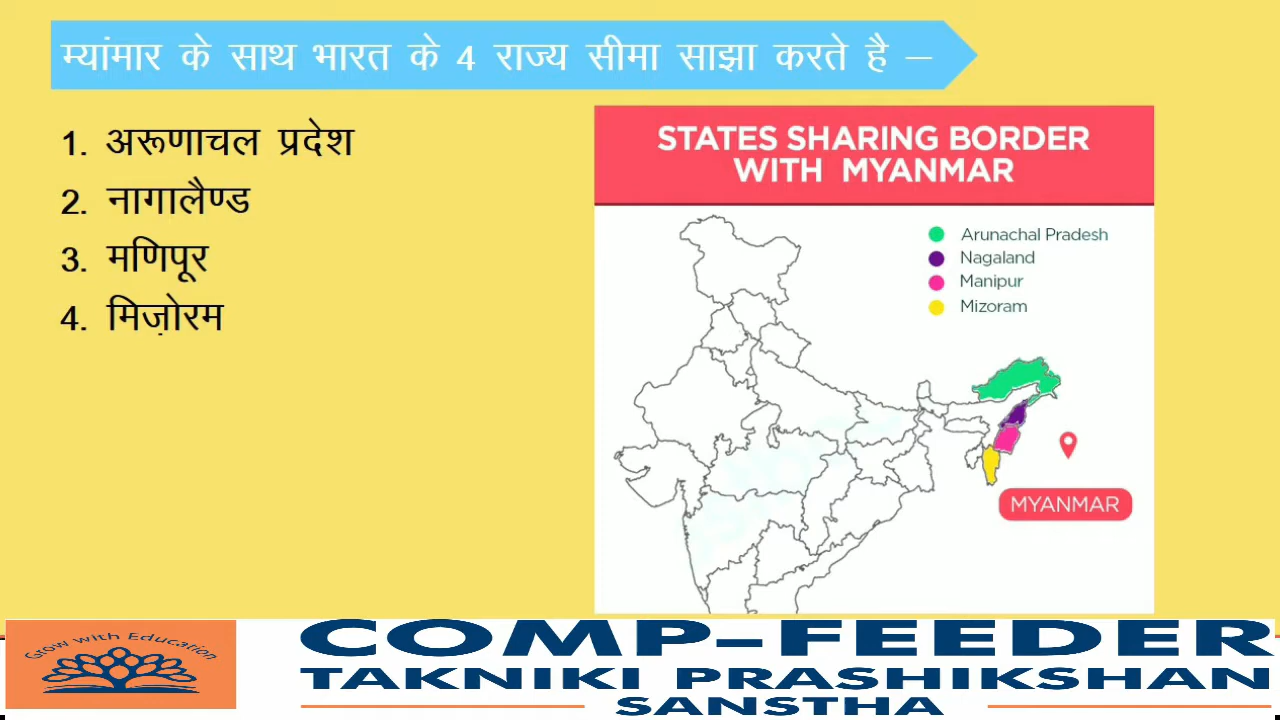 म्यांमार के साथ भारत के 4 राज्य सीमा साझा करते है –
1. अरूणाचल प्रदेश
2. नागालैण्ड
3. मणिपूर
4. मिज़ोरम
STATES SHARING BORDER
WITH MYANMAR
Arunachal Pradesh
Nagaland
Manipur
Mizoram
MYANMAR
Grow with Education
COMP-FEEDER
TAKNIKI PRASHIKSHAN
SANSTHA